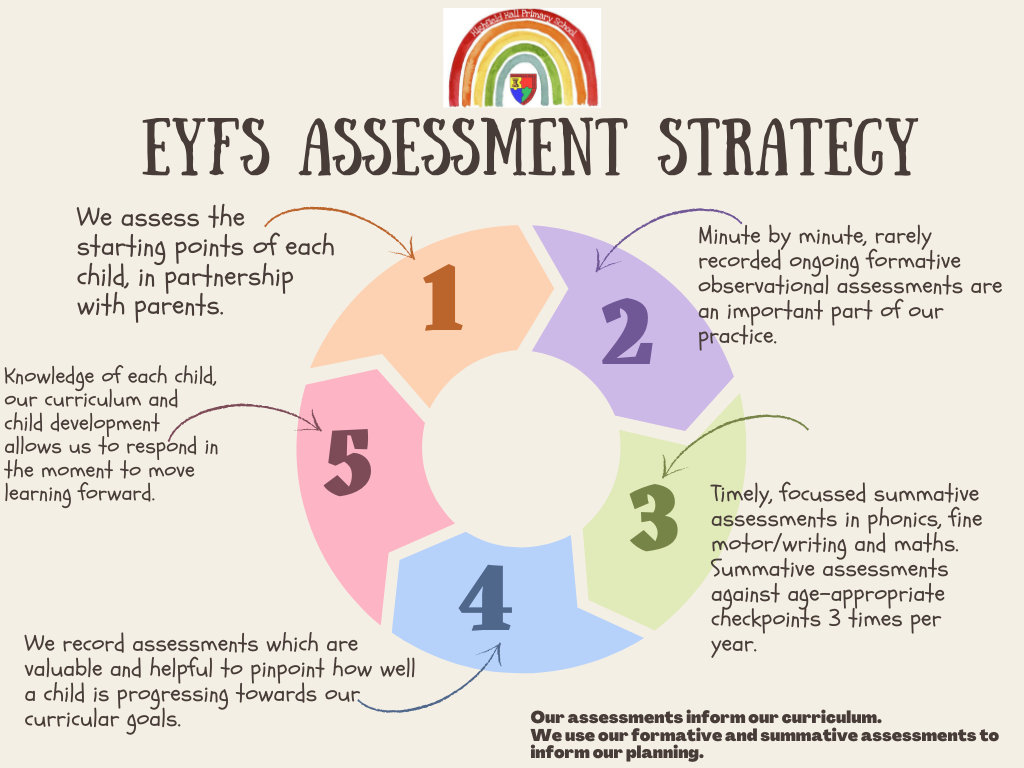 Highfield Hall Primary School
EYFS ASSESSMENT STRATEGY
We assess the
starting points of each
child, in partnership
with parents.
1
Minute by minute, rarely
recorded ongoing formative
observational assessments are
an important part of our
practice.
2
Timely, focussed summative
assessments in phonics, fine
motor/writing and maths.
Summative assessments
against age-appropriate
checkpoints 3 times per
year.
3
We record assessments which are
valuable and helpful to pinpoint how well
a child is progressing towards our
curricular goals.
4
Knowledge of each child,
our curriculum and
child development
allows us to respond in
the moment to move
learning forward.
5
Our assessments inform our curriculum.
We use our formative and summative assessments to
inform our planning.